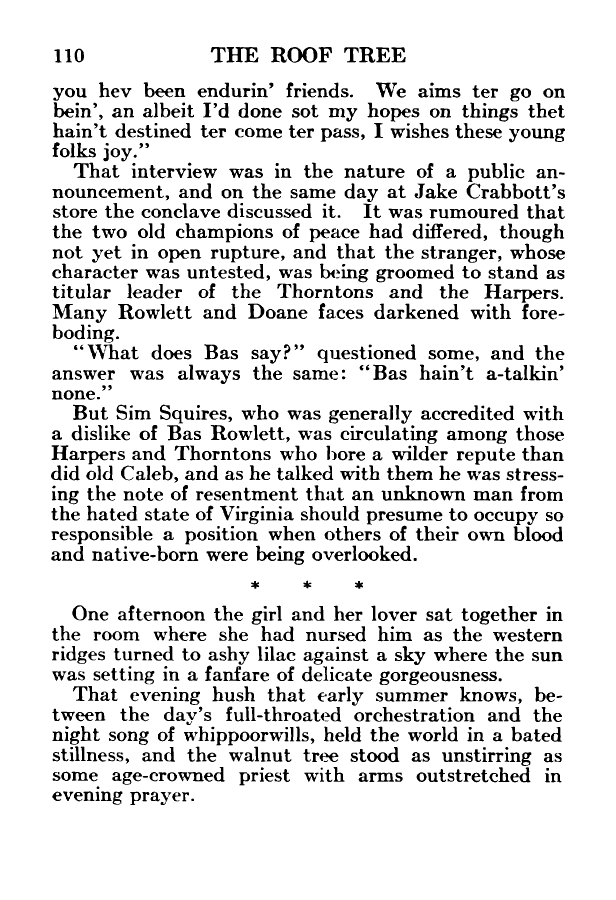 110 THE ROOF TREE
you hev been endurin' friends. We aims ter go on
bein', an albeit I'd done sot my hopes on things thet
hain't destined ter come ter pass, I wishes these young
folks joy."
That interview was in the nature of a public an-
nouncement, and on the same day at Jake Crabbott's
store the conclave discussed it. It was rumoured that
the two old champions of peace had differed, though
not yet in open rupture, and that the stranger, whose
character was untested, was being groomed to stand as
titular leader of the Thorntons and the Harpers.
Many Rowlett and Doane faces darkened with fore-
boding.
"What does Bas say?" questioned some, and the
answer was always the same: "Bas hain't a-talkin'
none."
But Sim Squires, who was generally accredited with
a dislike of Bas Rowlett, was circulating among those
Harpers and Thorntons who bore a wilder repute than
did old Caleb, and as he talked with them he was stress-
ing the note of resentment that an unknown man from
the hated state of Virginia should presume to occupy so
responsible a position when others of their own blood
and native-born were being overlooked.
* * *
One afternoon the girl and her lover sat together in
the room where she had nursed him as the western
ridges turned to ashy lilac against a sky where the sun
was setting in a fanfare of delicate gorgeousness.
That evening hush that early summer knows, be-
tween the day's full-throated orchestration and the
night song of whippoorwills, held the world in a bated
stillness, and the walnut tree stood as unstirring as
some age-crowned priest with arms outstretched in
evening prayer.